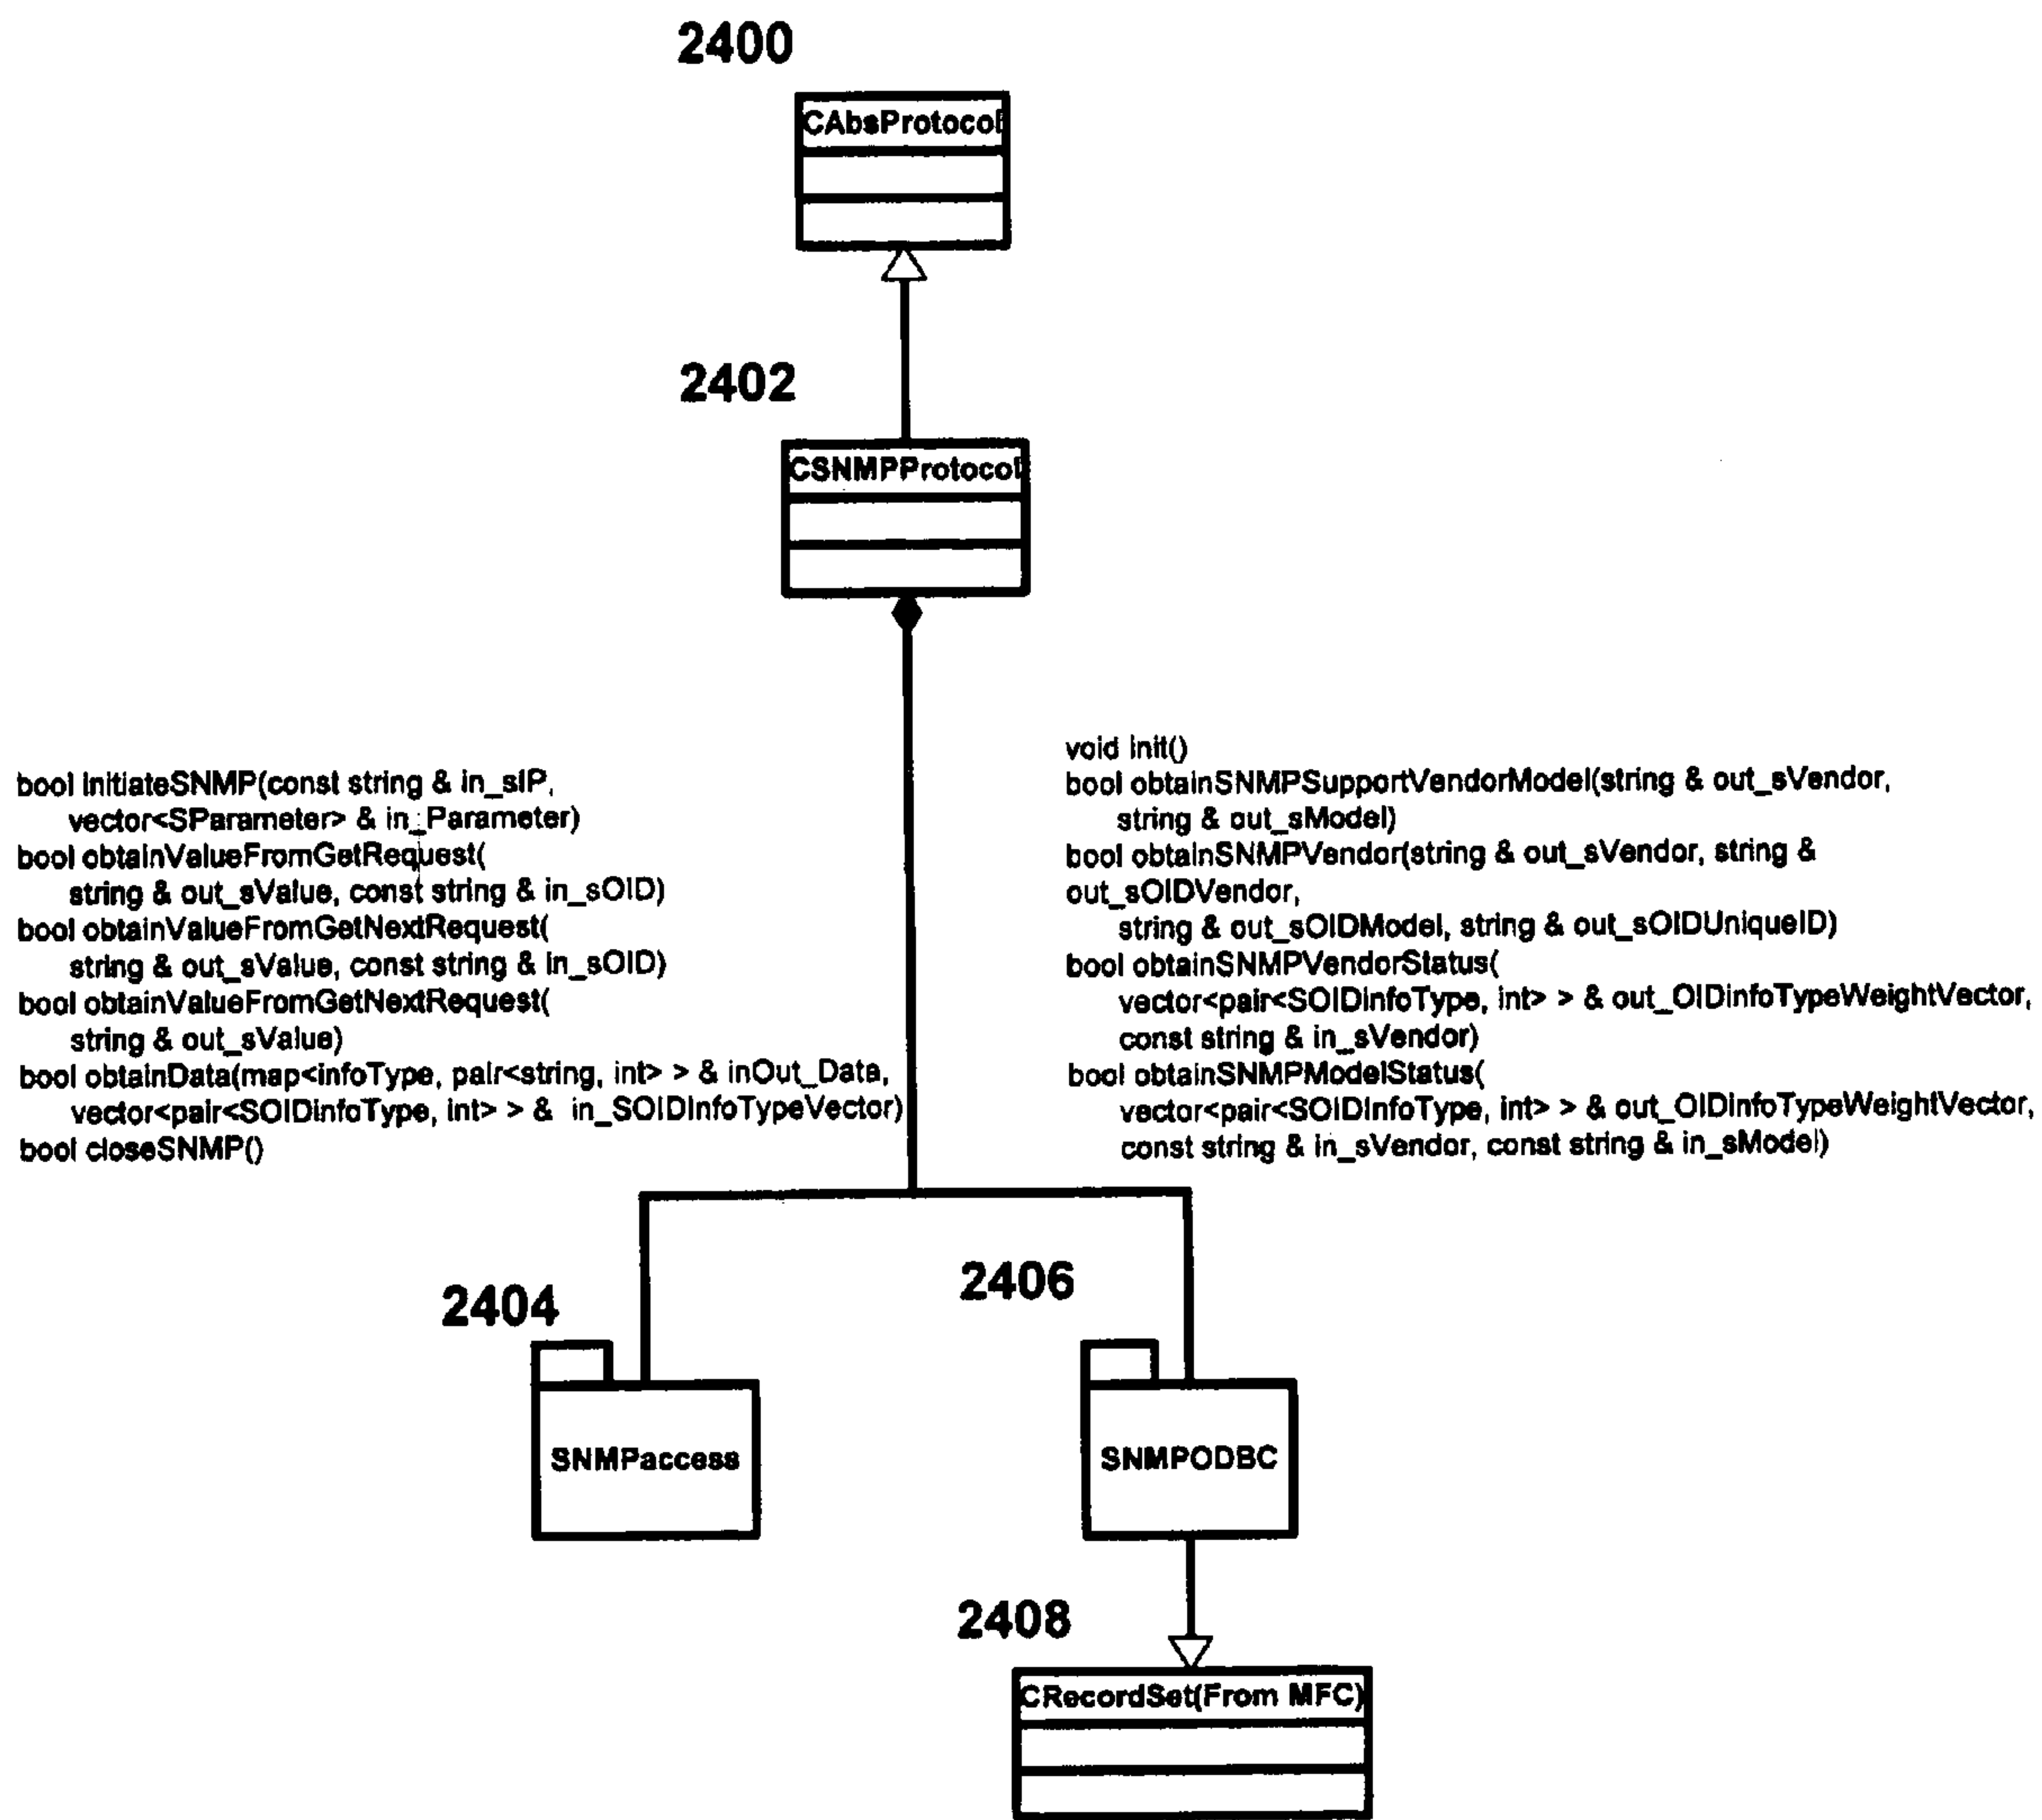 2400
CAbsProtocol
2402
CSNMPProtocol
bool initiateSNMP(const string & in_sIP,
vector<SParameter> & in_Parameter)
bool obtainValueFromGetRequest(
string & out_sValue, const string & in_sOID)
bool obtainValueFromGetNextRequest(
string & out_sValue, const string & in_sOID)
bool obtainValueFromGetNextRequest(
string & out_sValue)
bool obtainData(map<infoType, pair<string, int> > & inOut_Data,
vector<pair<SOIDinfoType, int> > & in_SOIDInfoTypeVector)
bool closeSNMP()
void init()
bool obtainSNMPSupportVendorModel(string & out_sVendor,
string & out_sModel)
bool obtainSNMPVendor(string & out_sVendor, string &
out_sOIDVendor,
string & out_sOIDModel, string & out_sOIDUniqueID)
bool obtainSNMPVendorStatus(
vector<pair<SOIDinfoType, int> > & out_OIDinfoTypeWeightVector,
const string & in_sVendor)
bool obtainSNMPModelStatus(
vector<pair<SOIDinfoType, int> > & out_OIDinfoTypeWeightVector,
const string & in_sVendor, const string & in_sModel)
2404
SNMPaccess
2406
SNMPODBC
2408
CRecordSet(From MFC)